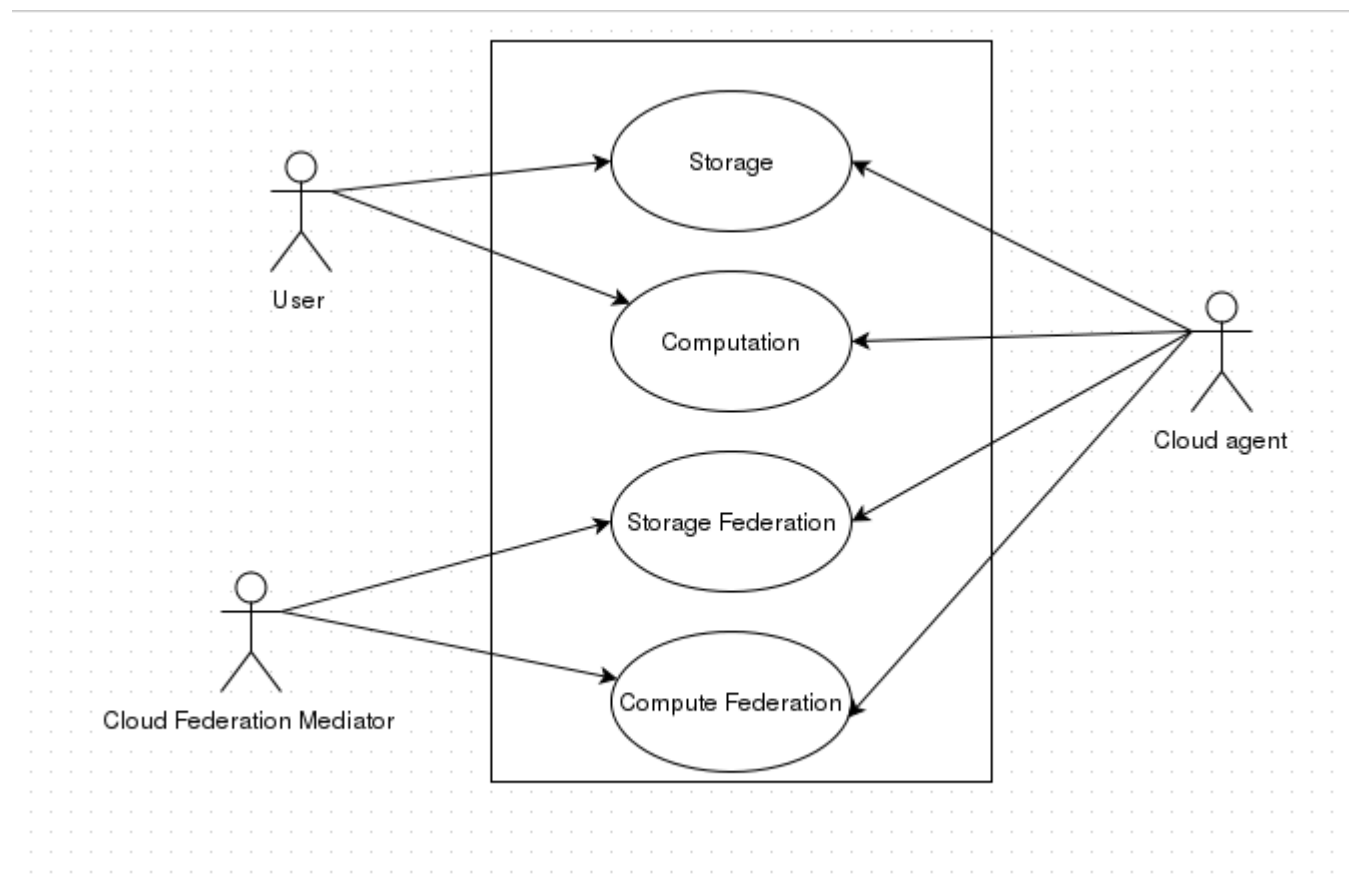 Storage
User
Computation
Cloud agent
Storage Federation
Compute Federation
Cloud Federation Mediator